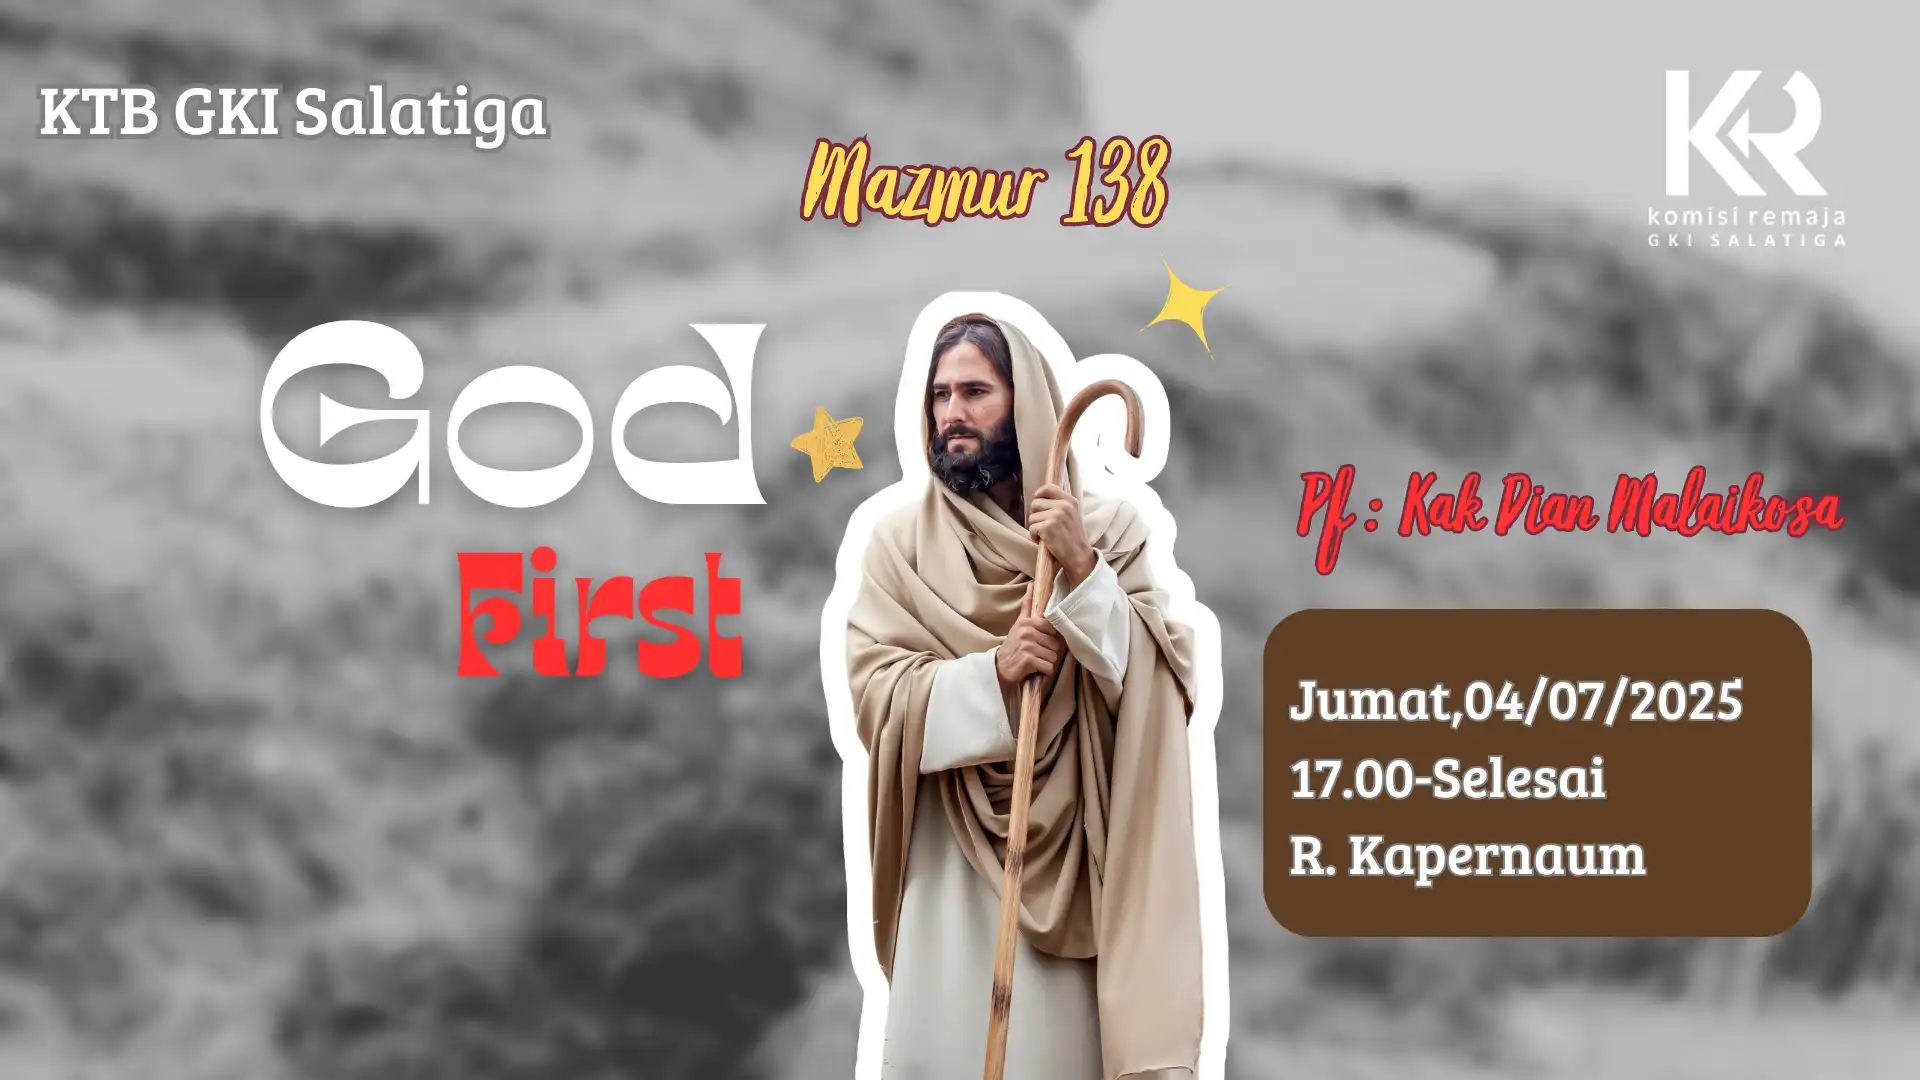 KTB GKI Salatiga
Mazmur 138
KR
komisi remaja
GKI SALATIGA
God
First
Pf : Kak Dian Malaikosa
Jumat,04/07/2025
17.00-Selesai
R. Kapernaum